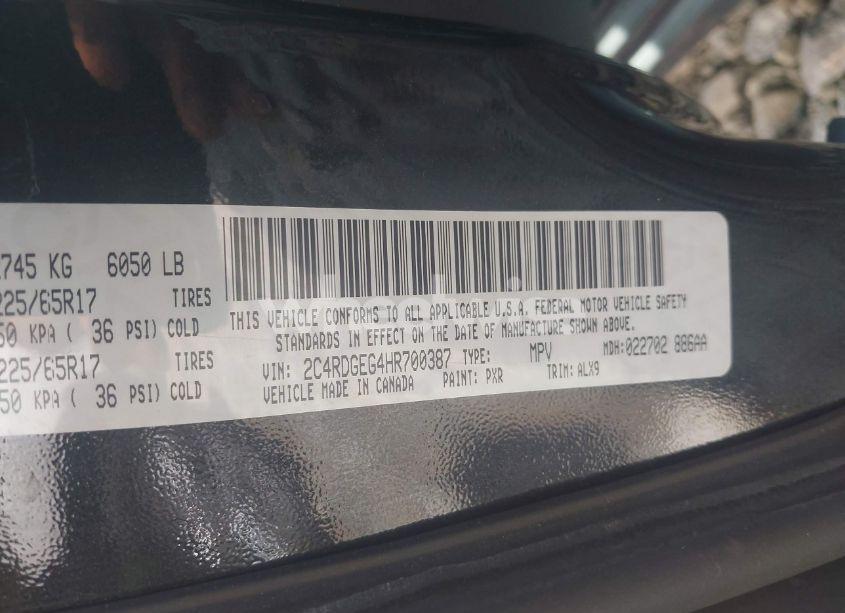 745 KG 6050 LB
225/65R17 TIRES
50 KPA ( 36 PSI) COLD
225/65R17 TIRES
50 KPA ( 36 PSI) COLD
THIS VEHICLE CONFORMS TO ALL APPLICABLE U.S.A. FEDERAL MOTOR VEHICLE SAFETY
STANDARDS IN EFFECT ON THE DATE OF MANUFACTURE SHOWN ABOVE.
VIN: 2C4RDGEG4HR700387 TYPE: MPV MDH:022702 886AA
VEHICLE MADE IN CANADA PAINT: PXR TRIM: ALX9